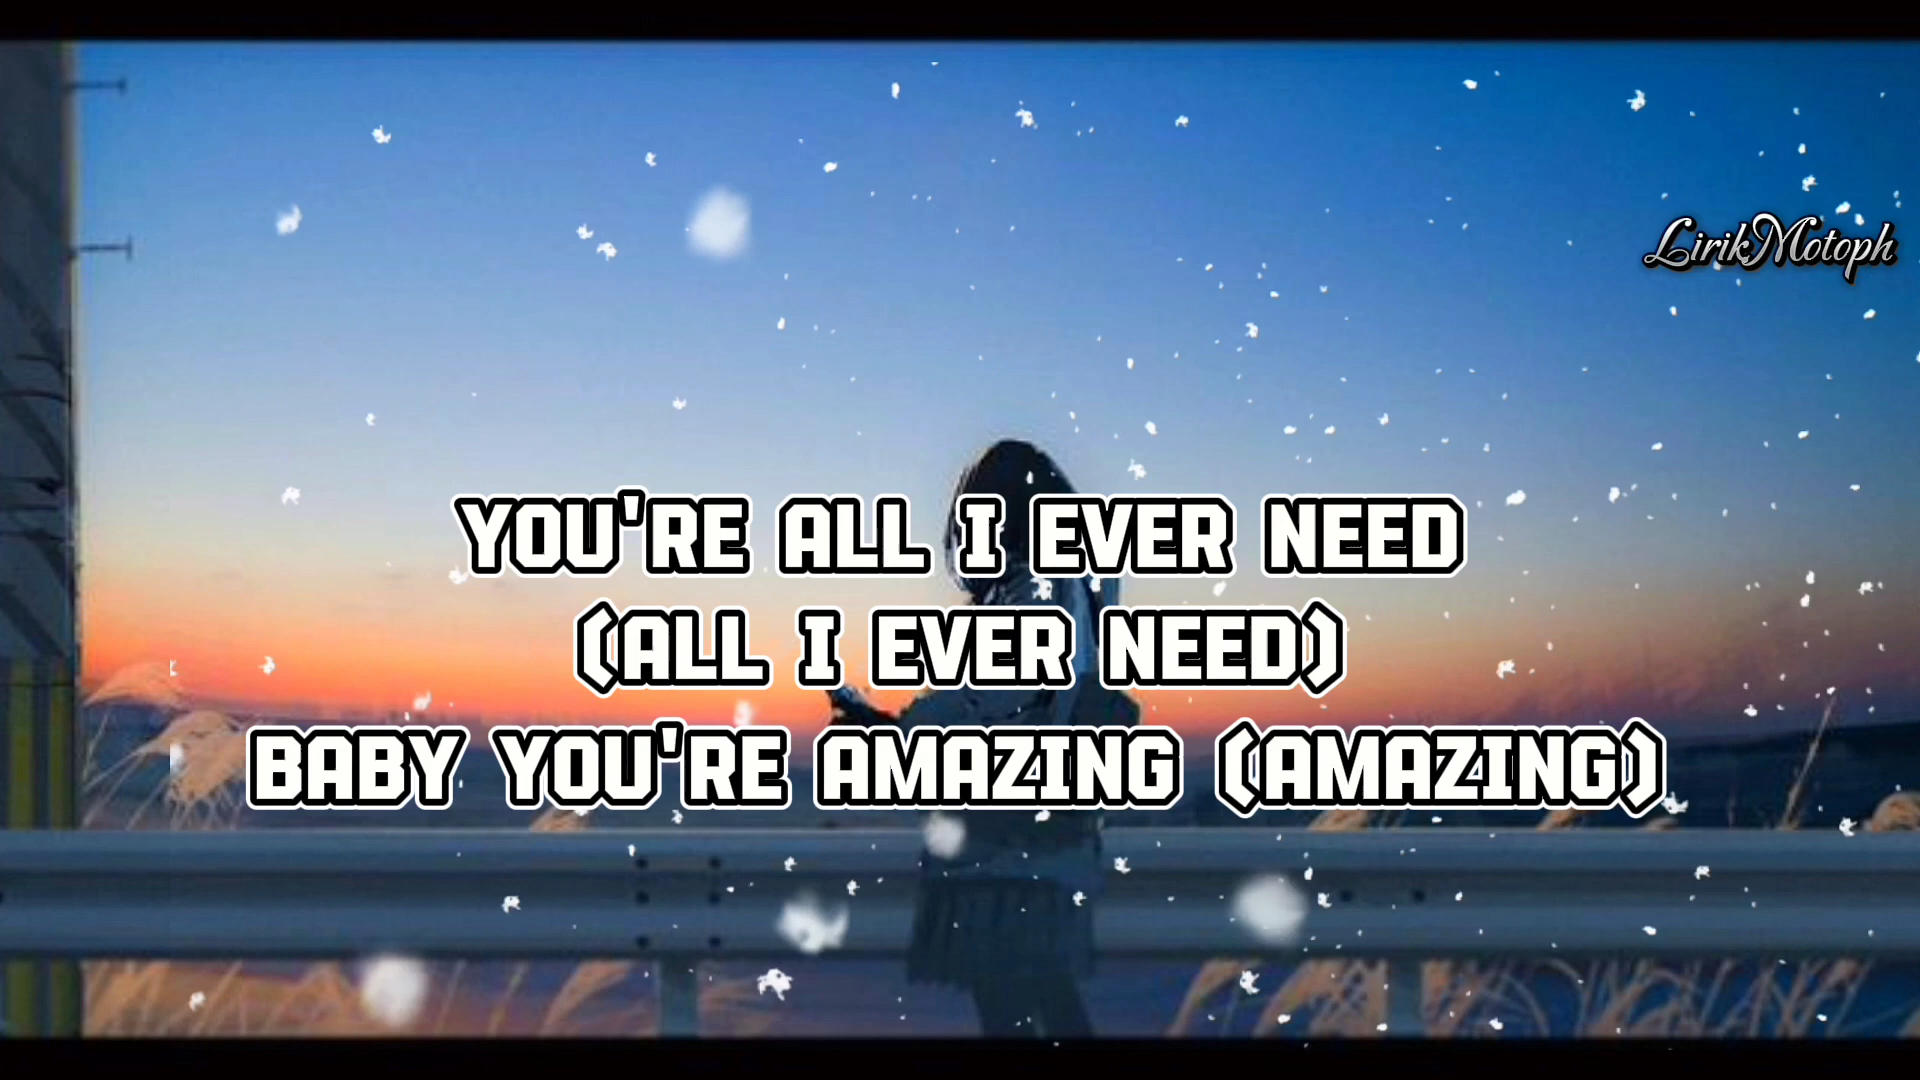 LirikMotoph
YOU'RE ALL I EVER NEED
(ALL I EVER NEED)
BABY YOU'RE AMAZING (AMAZING)